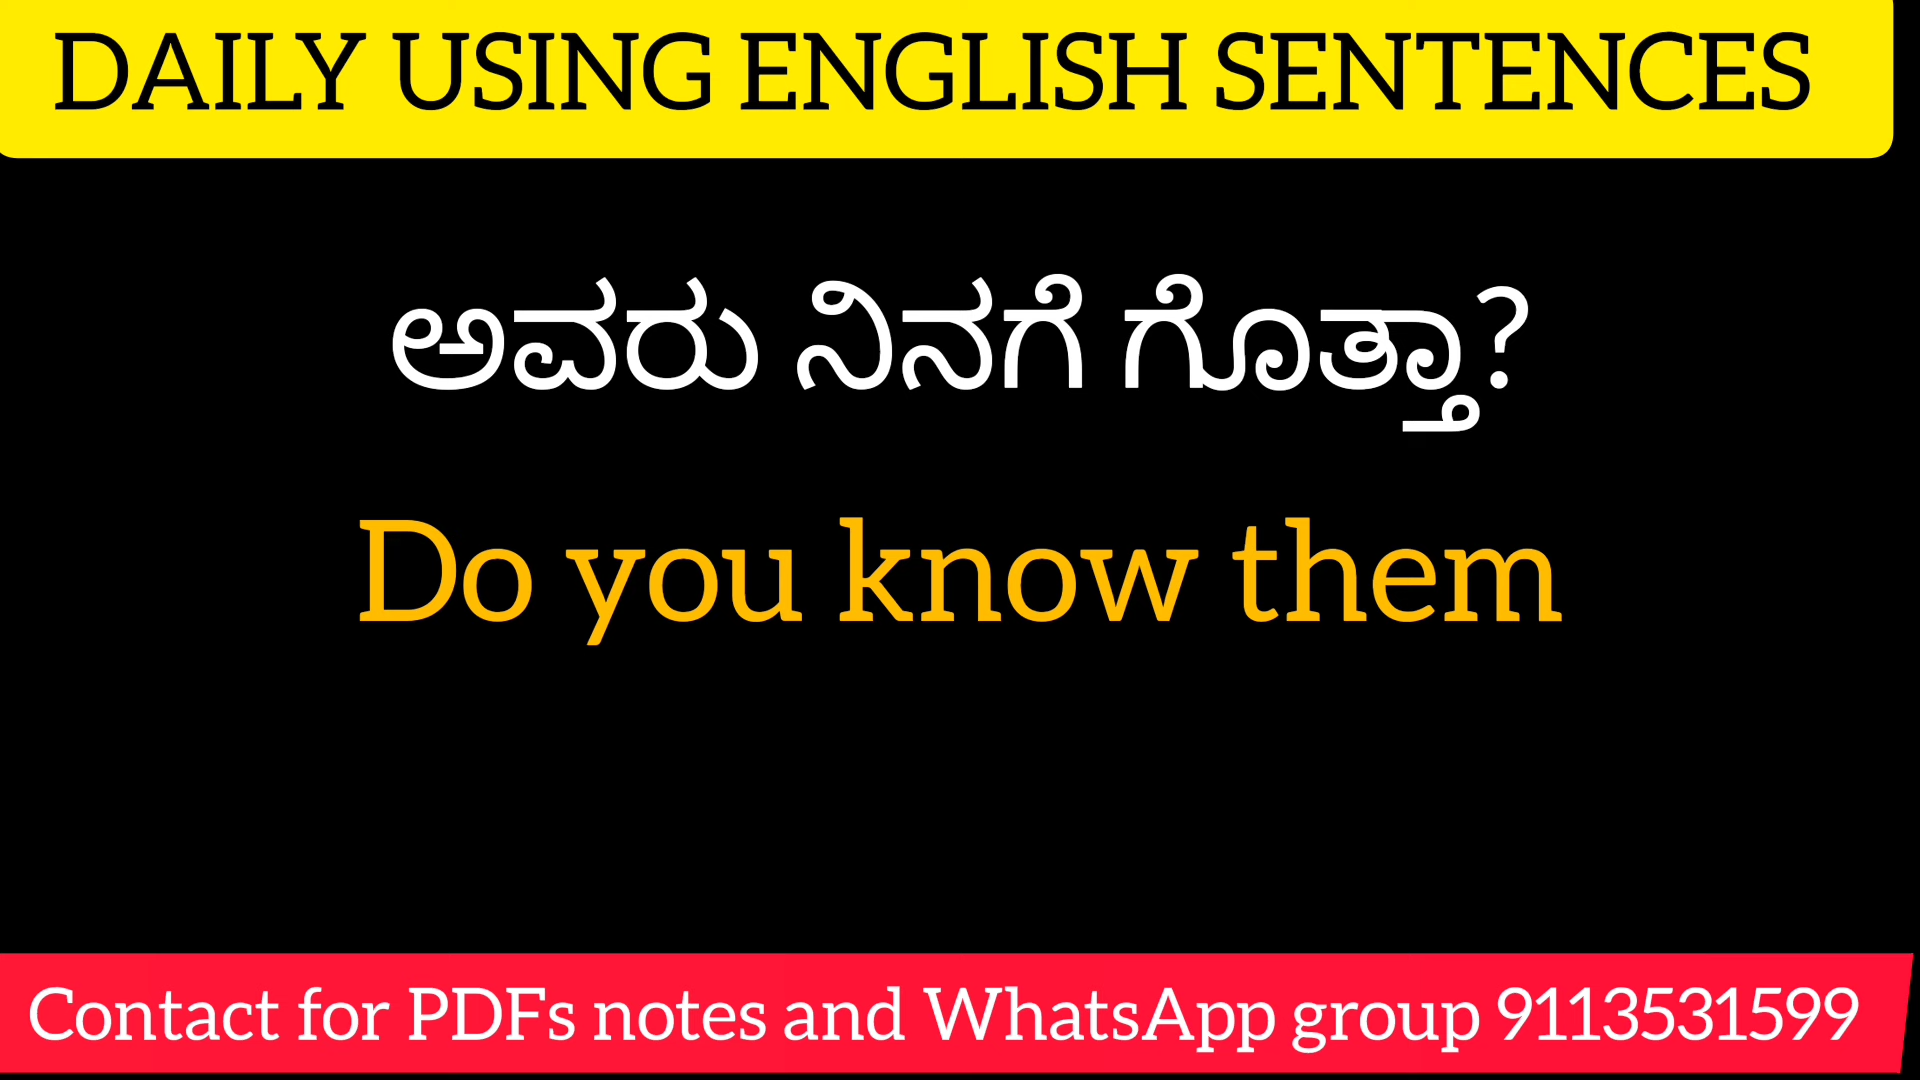 DAILY USING ENGLISH SENTENCES
ಅವರು ನಿನಗೆ ಗೊತ್ತಾ?
Do you know them
Contact for PDFs notes and WhatsApp group 9113531599